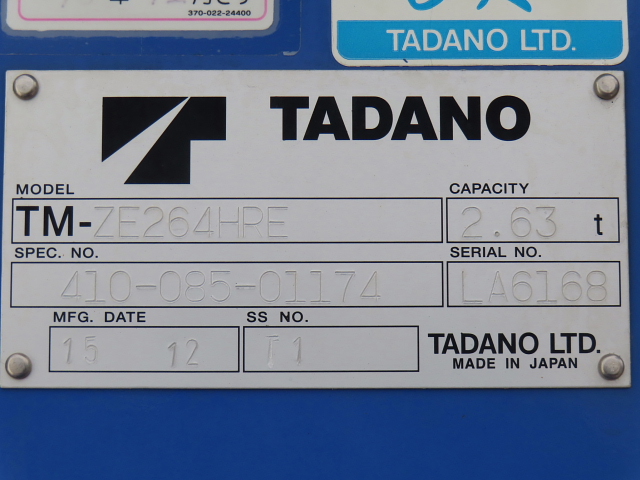 370-022-24400
TADANO LTD.
TADANO
MODEL
TM-ZE264HRE
CAPACITY
2.63 t
SPEC. NO.
410-085-01174
SERIAL NO.
LA6168
MFG. DATE
15 12
SS NO.
T1
TADANO LTD.
MADE IN JAPAN